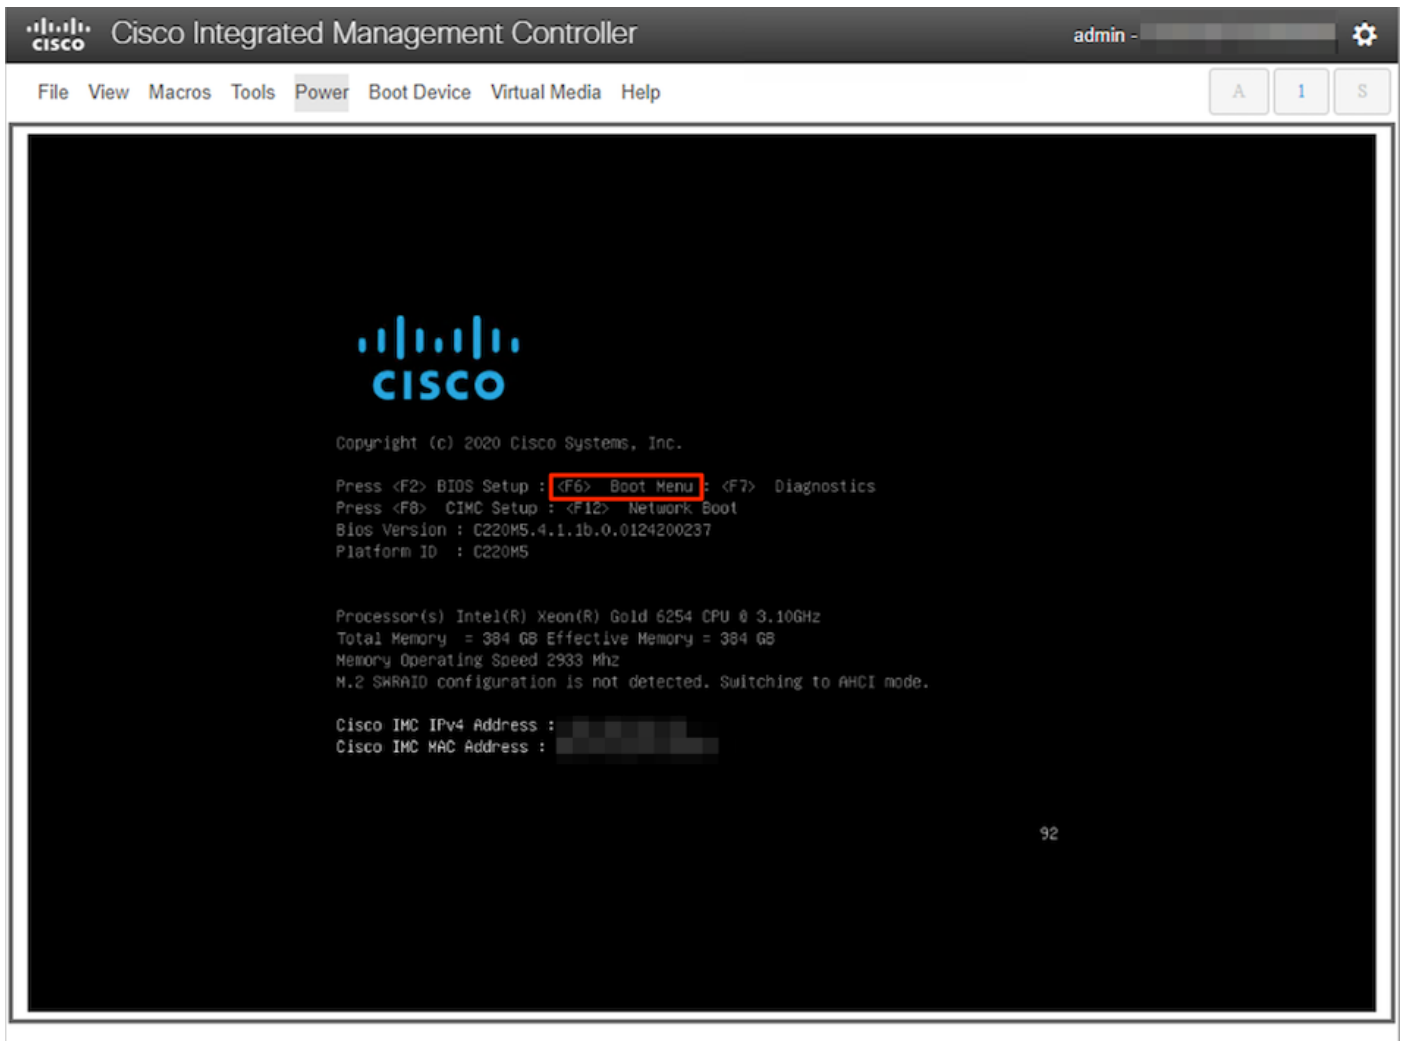 CISCO Cisco Integrated Management Controller admin -
File View Macros Tools Power Boot Device Virtual Media Help A 1 S
CISCO
Copyright (c) 2020 Cisco Systems, Inc.
Press <F2> BIOS Setup : <F6> Boot Menu : <F7> Diagnostics
Press <F8> CIMC Setup : <F12> Network Boot
Bios Version : C220M5.4.1.1b.0.0124200237
Platform ID : C220M5
Processor(s) Intel(R) Xeon(R) Gold 6254 CPU @ 3.10GHz
Total Memory = 384 GB Effective Memory = 384 GB
Memory Operating Speed 2933 Mhz
M.2 SWRAID configuration is not detected. Switching to AHCI mode.
Cisco IMC IPv4 Address :
Cisco IMC MAC Address :
92